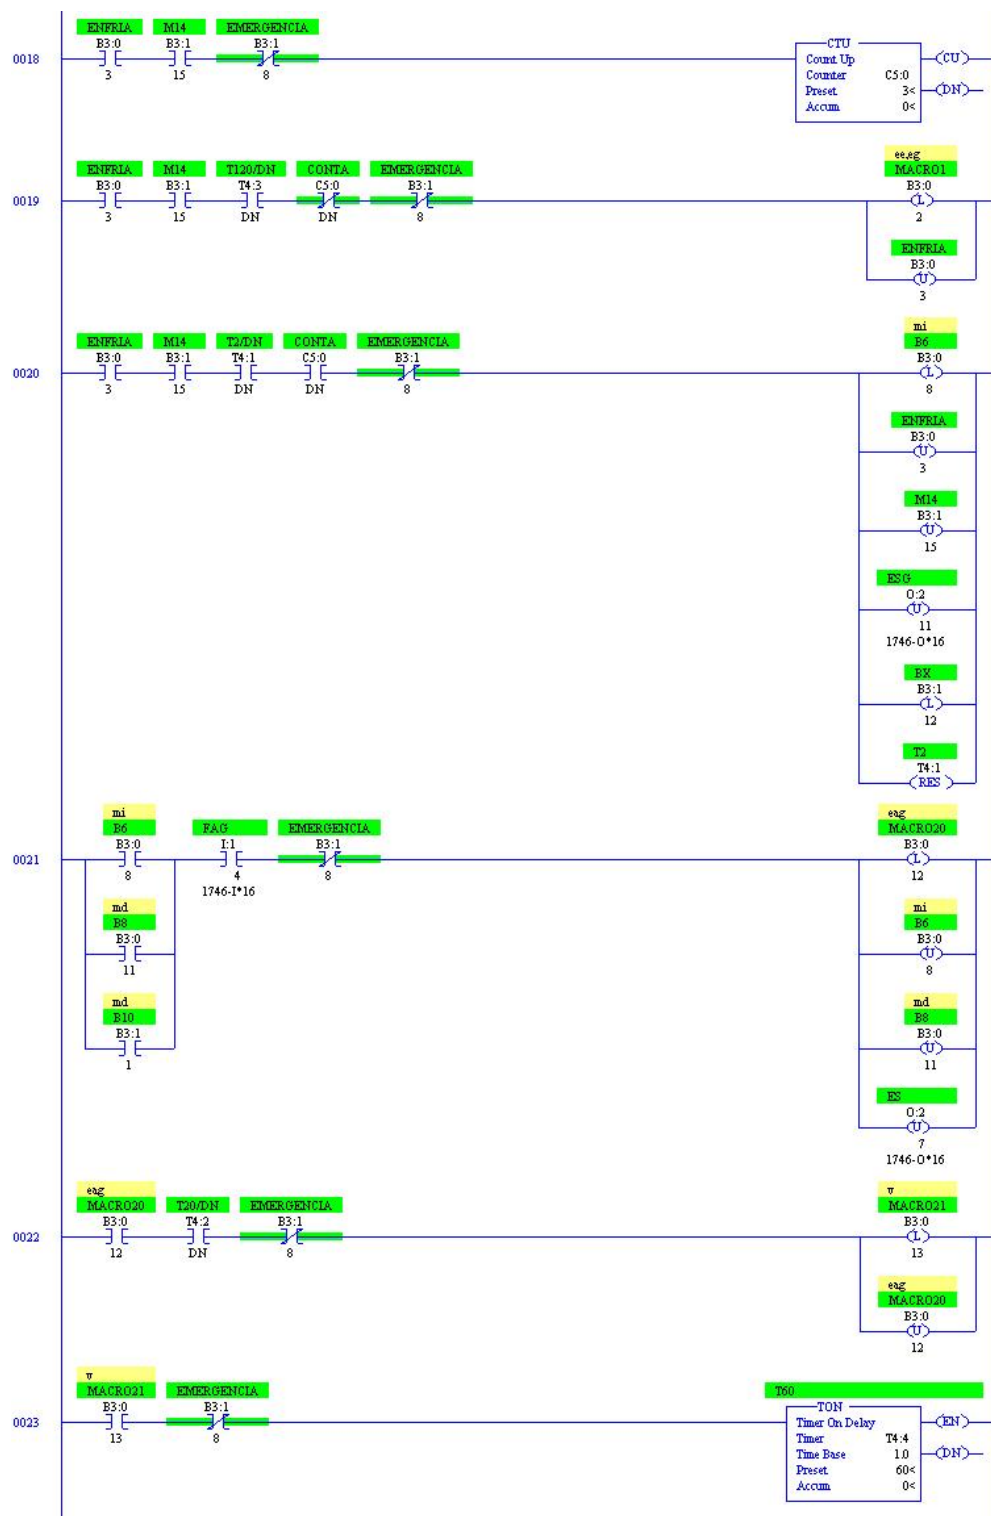 ENFRIA M14 EMERGENCIA
B3:0 B3:1 B3:1
0018
3 15 8
CTU
Count Up
Counter C5:0
Preset 3<
Accum 0<
CU
DN
ENFRIA M14 T120/DN CONTA EMERGENCIA
B3:0 B3:1 T4:3 C5:0 B3:1
0019
3 15 DN DN 8
ee,eg
MACRO1
B3:0
L
2
ENFRIA
B3:0
U
3
ENFRIA M14 T2/DN CONTA EMERGENCIA
B3:0 B3:1 T4:1 C5:0 B3:1
0020
3 15 DN DN 8
mi
B6
B3:0
L
8
ENFRIA
B3:0
U
3
M14
B3:1
U
15
ESG
O:2
U
11
1746-O*16
BX
B3:1
L
12
T2
T4:1
RES
mi
B6 FAG EMERGENCIA
B3:0 I:1 B3:1
0021
8 4 8
1746-I*16
md
B8
B3:0
11
md
B10
B3:1
1
eag
MACRO20
B3:0
L
12
mi
B6
B3:0
U
8
md
B8
B3:0
U
11
ES
O:2
U
7
1746-O*16
eag
MACRO20 T20/DN EMERGENCIA
B3:0 T4:2 B3:1
0022
12 DN 8
v
MACRO21
B3:0
L
13
eag
MACRO20
B3:0
U
12
v
MACRO21 EMERGENCIA
B3:0 B3:1
0023
13 8
T60
TON
Timer On Delay
Timer T4:4
Time Base 1.0
Preset 60<
Accum 0<
EN
DN